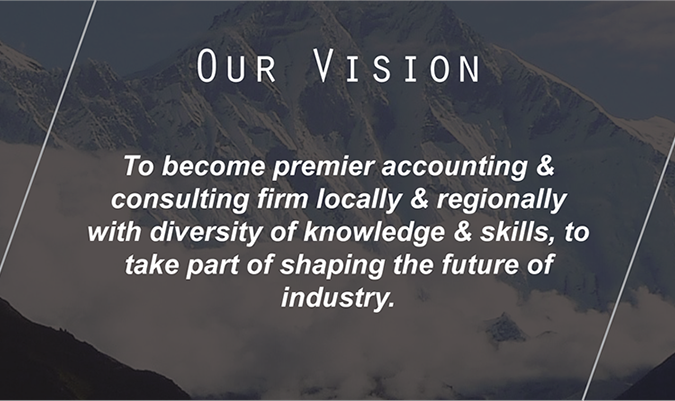 Our Vision
To become premier accounting &
consulting firm locally & regionally
with diversity of knowledge & skills, to
take part of shaping the future of
industry.